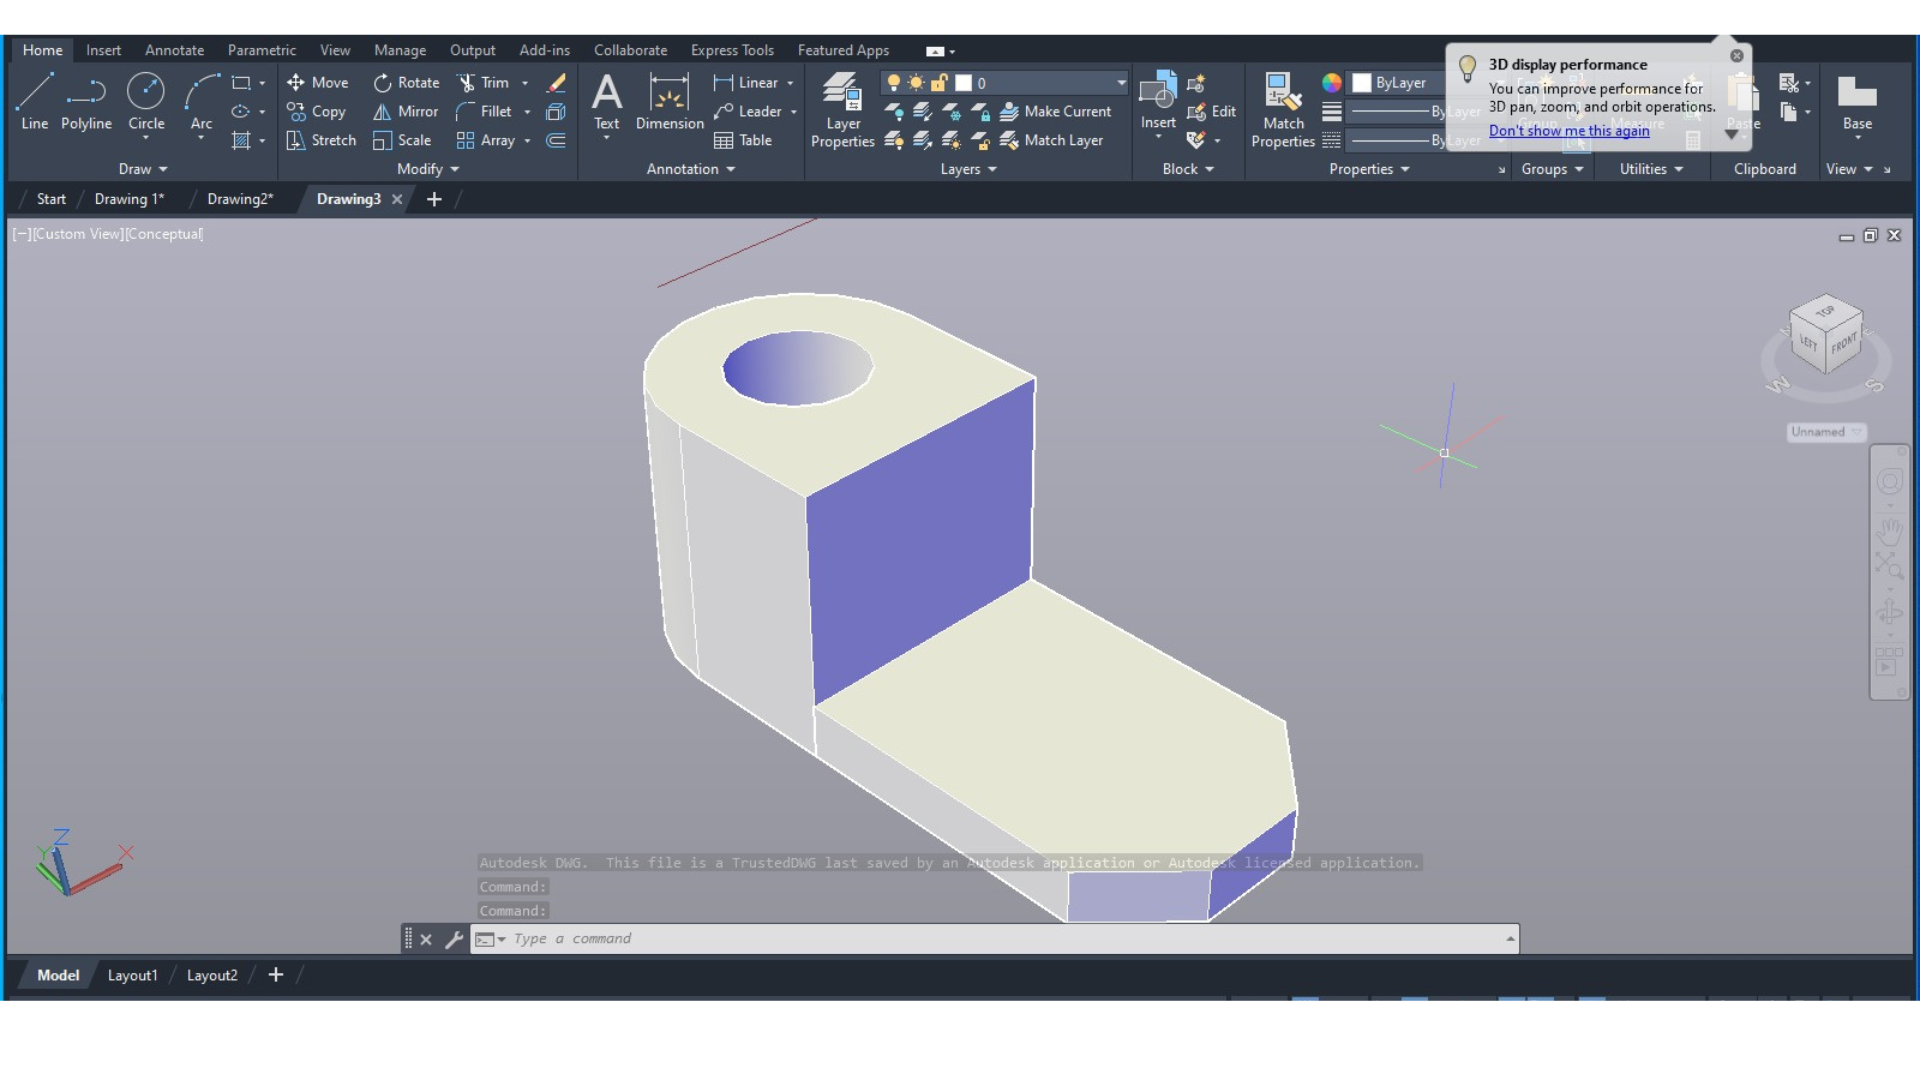 Home Insert Annotate Parametric View Manage Output Add-ins Collaborate Express Tools Featured Apps
3D display performance
You can improve performance for
3D pan, zoom, and orbit operations.
Don't show me this again
Line Polyline Circle Arc
Move Rotate Trim
Copy Mirror Fillet
Stretch Scale Array
Text Dimension
Linear
Leader
Table
Layer
Properties
0
Make Current
Match Layer
Insert
Edit
Match
Properties
ByLayer
ByLayer
ByLayer
Group
Measure
Paste
Base
Draw Modify Annotation Layers Block Properties Groups Utilities Clipboard View
Start Drawing 1* Drawing2* Drawing3
[−][Custom View][Conceptual]
TOP
LEFT FRONT
W S
Unnamed
Z
Y X
Autodesk DWG. This file is a TrustedDWG last saved by an Autodesk application or Autodesk licensed application.
Command:
Command:
Type a command
Model Layout1 Layout2